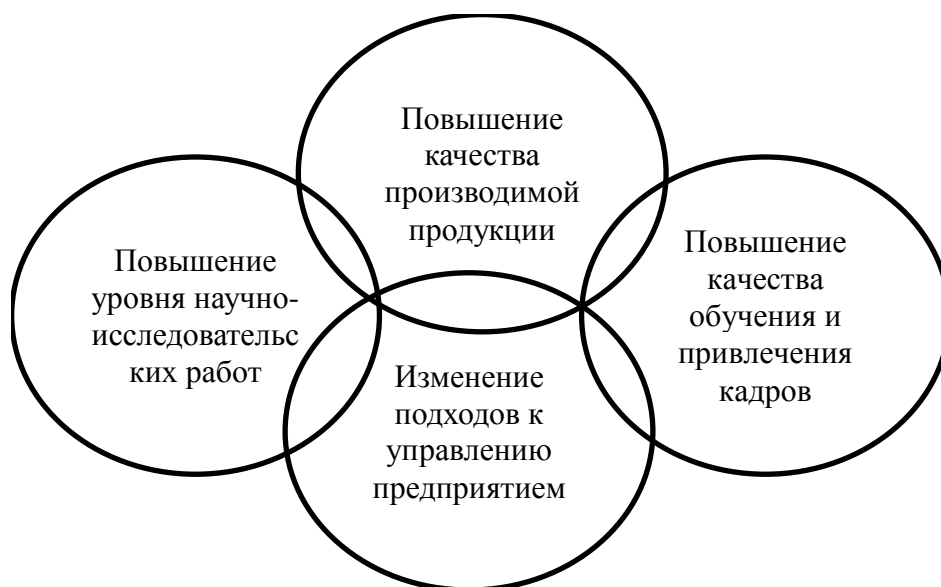 Повышение
качества
производимой
продукции
Повышение
уровня научно-
исследовательс
ких работ
Повышение
качества
обучения и
привлечения
кадров
Изменение
подходов к
управлению
предприятием